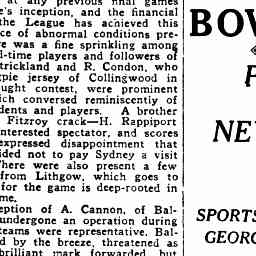 at any previous final games
's inception, and the financial
the League has achieved this
ce of abnormal conditions pre-
re was a fine sprinkling among
d-time players and followers of
trickland and R. Condon, who
gpie jersey of Collingwood in
ught contest, were prominent
ich conversed reminiscently of
dents and players. A brother
Fitzroy crack—H. Rappiport
nterested spectator, and scores
expressed disappointment that
ided not to pay Sydney a visit
here were also present a few
from Lithgow, which goes to
for the game is deep-rooted in
me.
eption of A. Cannon, of Bal-
undergone an operation during
teams were representative. Bal-
d by the breeze, threatened as
brilliant mark forwarded, but
BOW
F
NE
SPORTS
GEORG